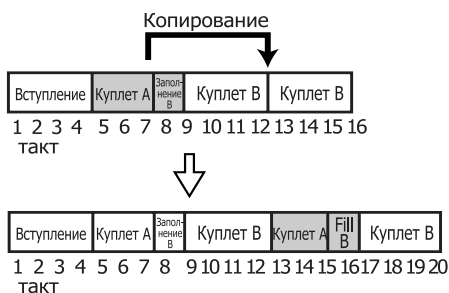 Копирование
Вступление Куплет A Запол-
нение
B Куплет B Куплет B
1 2 3 4 5 6 7 8 9 10 11 12 13 14 15 16
такт
Вступление Куплет A Запол-
нение
B Куплет B Куплет A Fill
B Куплет B
1 2 3 4 5 6 7 8 9 10 11 12 13 14 15 16 17 18 19 20
такт